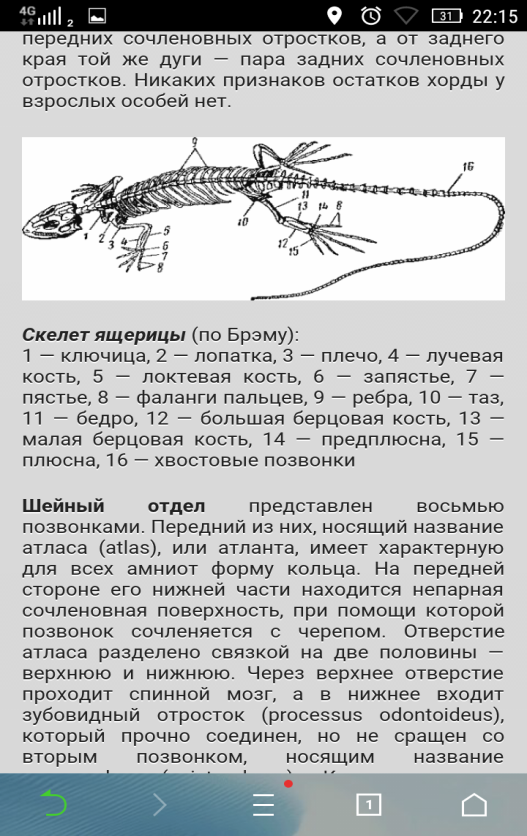 4G 2 31 22:15
передних сочленовных отростков, а от заднего
края той же дуги — пара задних сочленовных
отростков. Никаких признаков остатков хорды у
взрослых особей нет.
9
16
11
13 14 8
10
12
15
1 2 3 4 5
6
7
8
Скелет ящерицы (по Брэму):
1 — ключица, 2 — лопатка, 3 — плечо, 4 — лучевая
кость, 5 — локтевая кость, 6 — запястье, 7 —
пястье, 8 — фаланги пальцев, 9 — ребра, 10 — таз,
11 — бедро, 12 — большая берцовая кость, 13 —
малая берцовая кость, 14 — предплюсна, 15 —
плюсна, 16 — хвостовые позвонки
Шейный отдел представлен восьмью
позвонками. Передний из них, носящий название
атласа (atlas), или атланта, имеет характерную
для всех амниот форму кольца. На передней
стороне его нижней части находится непарная
сочленовная поверхность, при помощи которой
позвонок сочленяется с черепом. Отверстие
атласа разделено связкой на две половины —
верхнюю и нижнюю. Через верхнее отверстие
проходит спинной мозг, а в нижнее входит
зубовидный отросток (processus odontoideus),
который прочно соединен, но не сращен со
вторым позвонком, носящим название
1